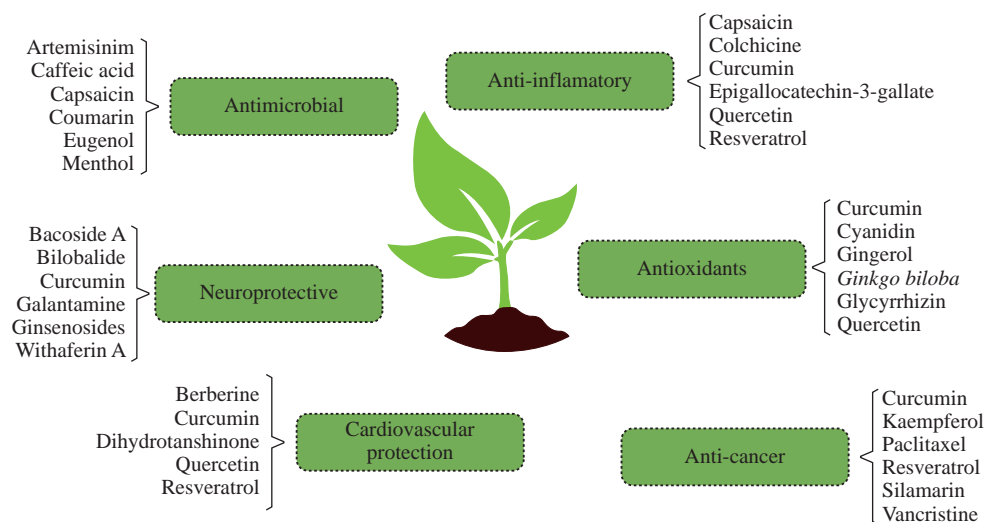 Artemisinim
Caffeic acid
Capsaicin
Coumarin
Eugenol
Menthol
Antimicrobial
Anti-inflamatory
Capsaicin
Colchicine
Curcumin
Epigallocatechin-3-gallate
Quercetin
Resveratrol
Bacoside A
Bilobalide
Curcumin
Galantamine
Ginsenosides
Withaferin A
Neuroprotective
Antioxidants
Curcumin
Cyanidin
Gingerol
Ginkgo biloba
Glycyrrhizin
Quercetin
Berberine
Curcumin
Dihydrotanshinone
Quercetin
Resveratrol
Cardiovascular
protection
Anti-cancer
Curcumin
Kaempferol
Paclitaxel
Resveratrol
Silamarin
Vancristine